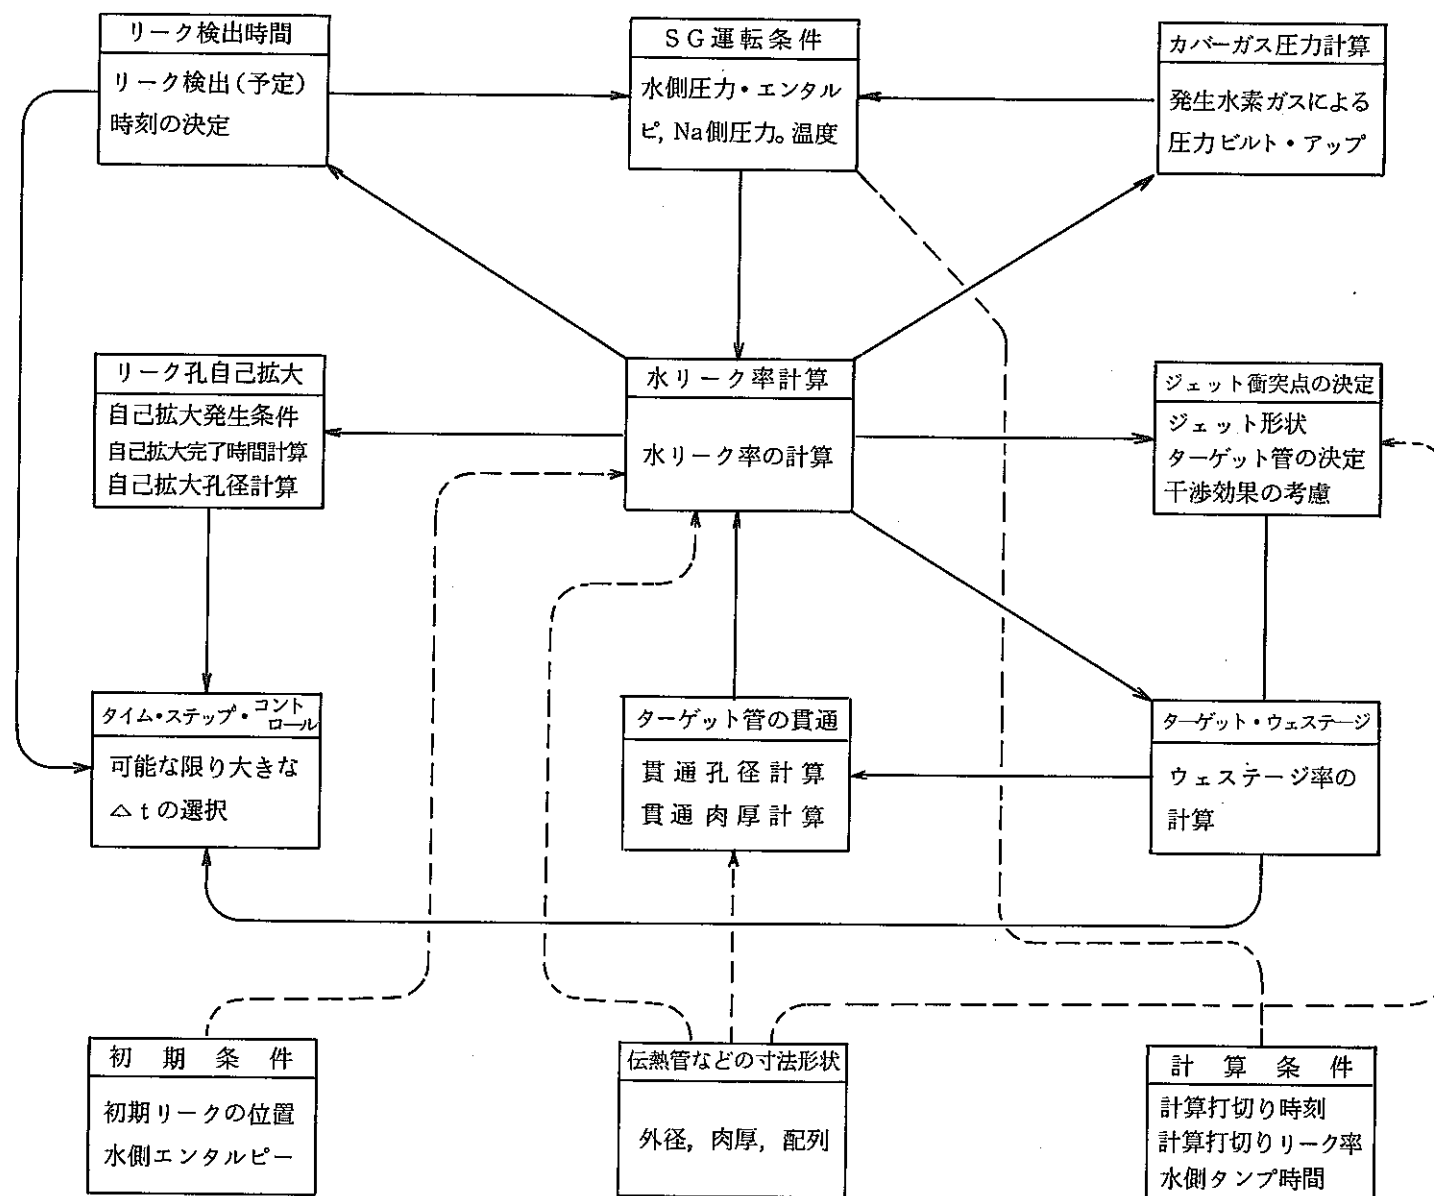 リーク検出時間
リーク検出(予定)
時刻の決定
SG運転条件
水側圧力・エンタル
ピ, Na側圧力。温度
カバーガス圧力計算
発生水素ガスによる
圧力ビルト・アップ
リーク孔自己拡大
自己拡大発生条件
自己拡大完了時間計算
自己拡大孔径計算
水リーク率計算
水リーク率の計算
ジェット衝突点の決定
ジェット形状
ターゲット管の決定
干渉効果の考慮
タイム・ステップ・コント
ロール
可能な限り大きな
△tの選択
ターゲット管の貫通
貫通孔径計算
貫通肉厚計算
ターゲット・ウェステージ
ウェステージ率の
計算
初期条件
初期リークの位置
水側エンタルピー
伝熱管などの寸法形状
外径, 肉厚, 配列
計算条件
計算打切り時刻
計算打切りリーク率
水側タンプ時間